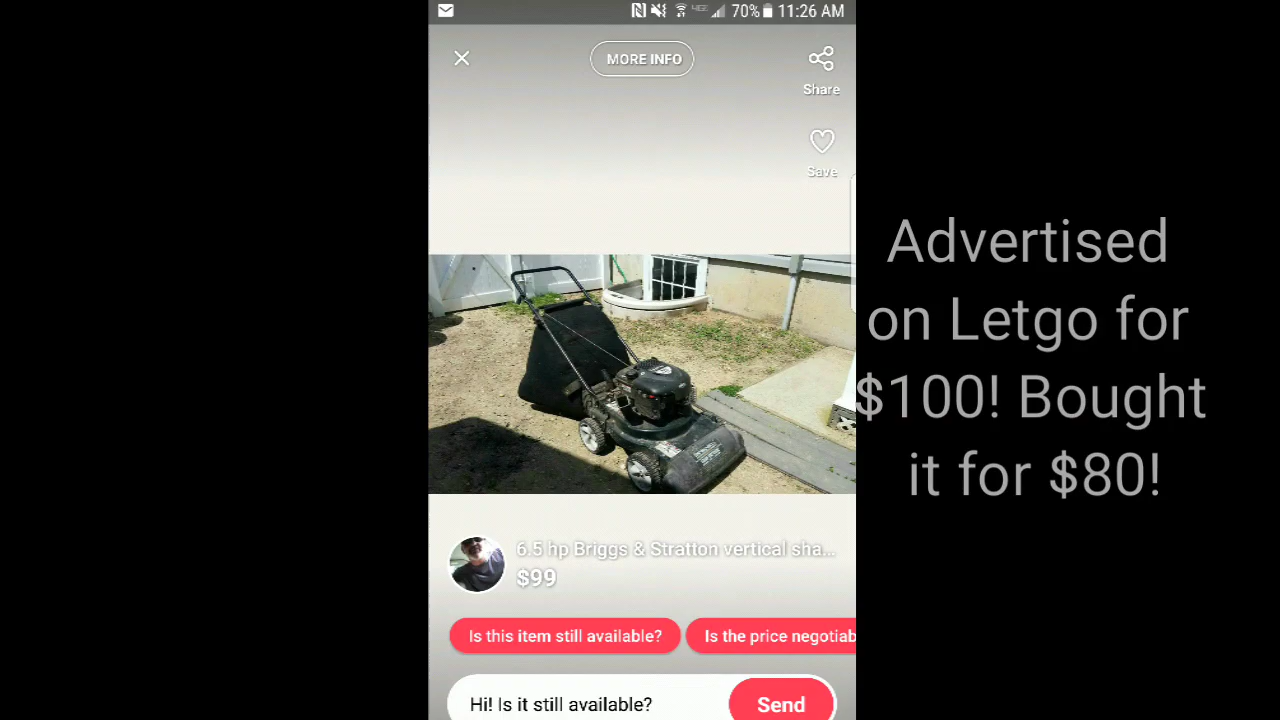 70% 11:26 AM
MORE INFO
Share
Save
Advertised
on Letgo for
$100! Bought
it for $80!
6.5 hp Briggs & Stratton vertical sha...
$99
Is this item still available?
Is the price negotiab
Hi! Is it still available?
Send